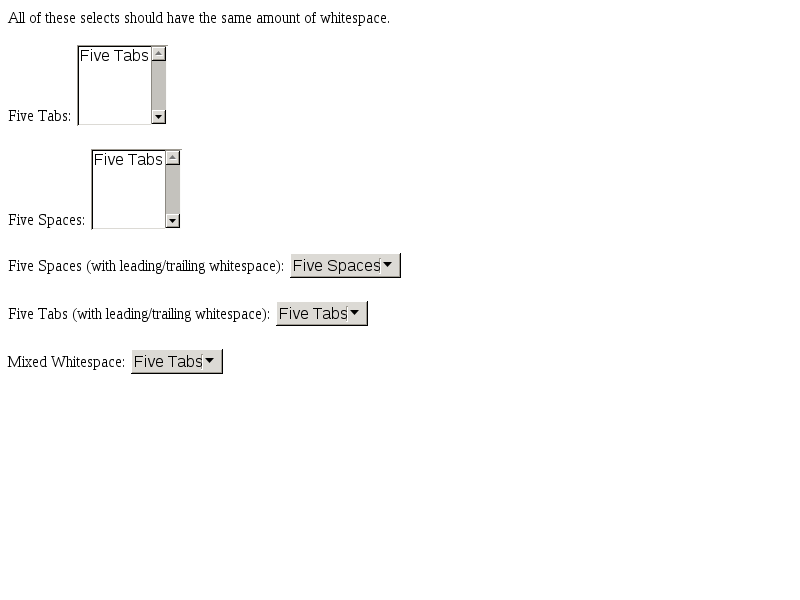 All of these selects should have the same amount of whitespace.
Five Tabs: Five Tabs
Five Spaces: Five Tabs
Five Spaces (with leading/trailing whitespace): Five Spaces
Five Tabs (with leading/trailing whitespace): Five Tabs
Mixed Whitespace: Five Tabs